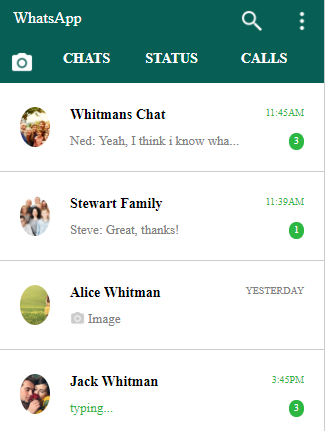 WhatsApp
CHATS STATUS CALLS
Whitmans Chat 11:45AM
Ned: Yeah, I think i know wha... 3
Stewart Family 11:39AM
Steve: Great, thanks! 1
Alice Whitman YESTERDAY
Image
Jack Whitman 3:45PM
typing... 3